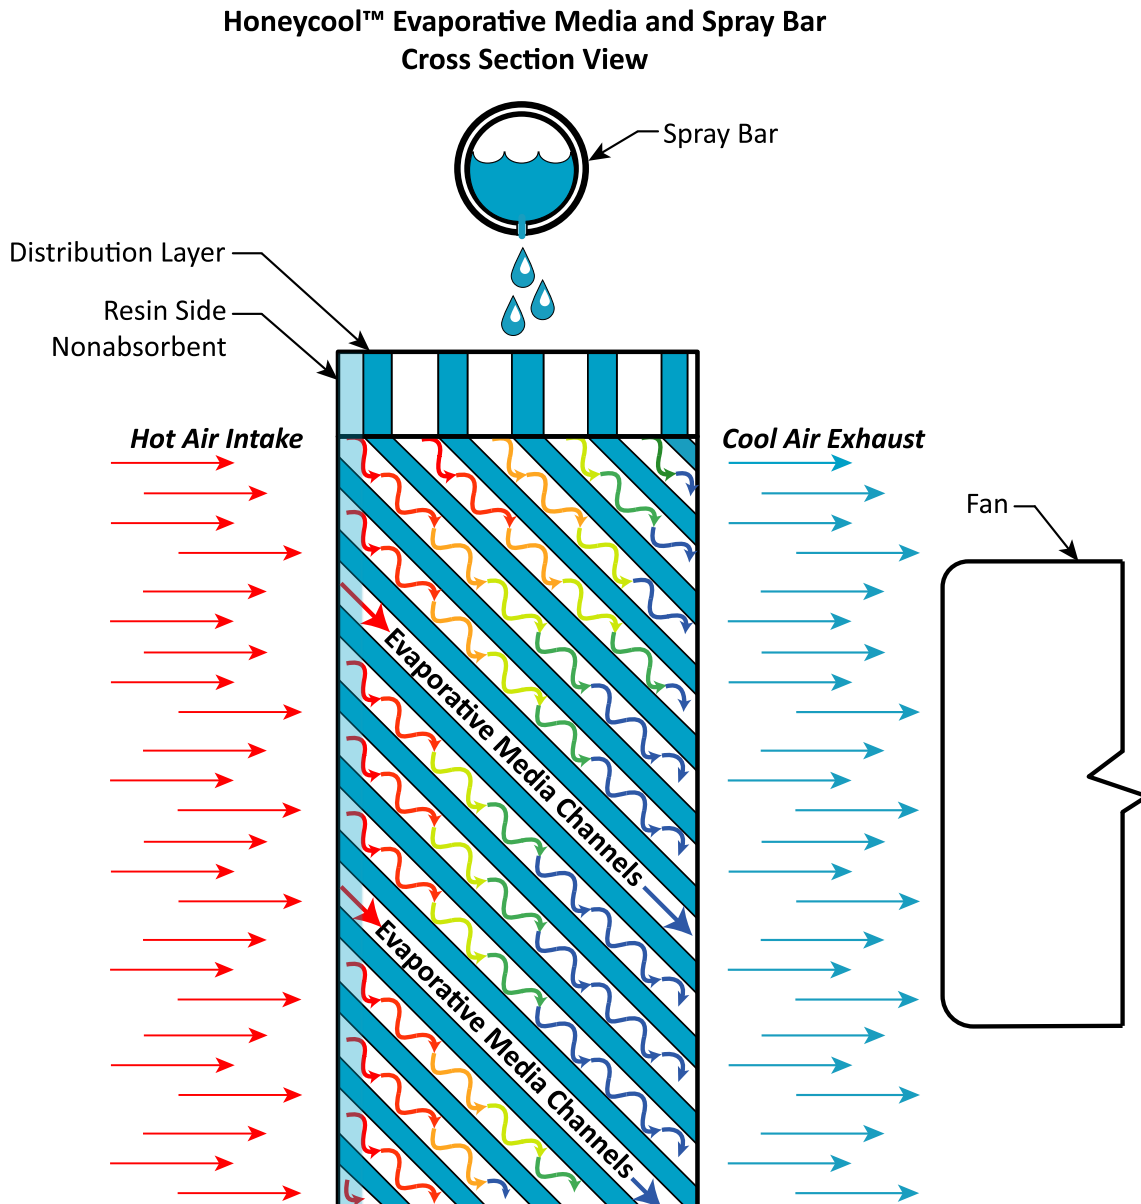 Honeycool™ Evaporative Media and Spray Bar
Cross Section View
Spray Bar
Distribution Layer
Resin Side
Nonabsorbent
Hot Air Intake
Cool Air Exhaust
Fan
Evaporative Media Channels
Evaporative Media Channels